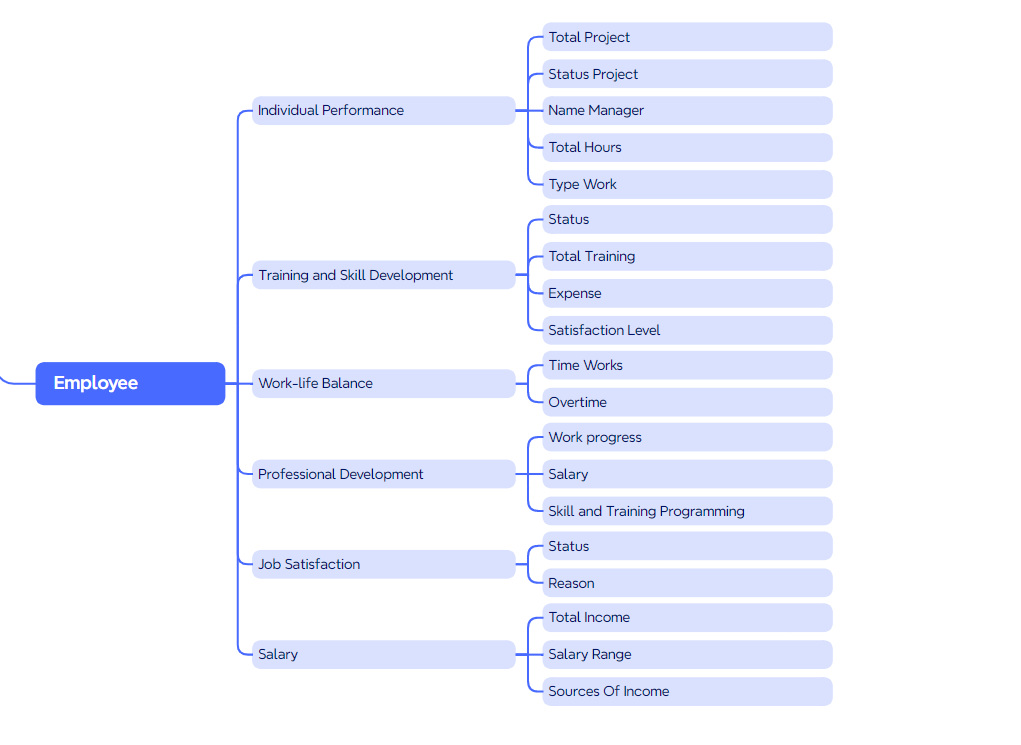 Employee
Individual Performance
Total Project
Status Project
Name Manager
Total Hours
Type Work
Training and Skill Development
Status
Total Training
Expense
Satisfaction Level
Work-life Balance
Time Works
Overtime
Professional Development
Work progress
Salary
Skill and Training Programming
Job Satisfaction
Status
Reason
Salary
Total Income
Salary Range
Sources Of Income